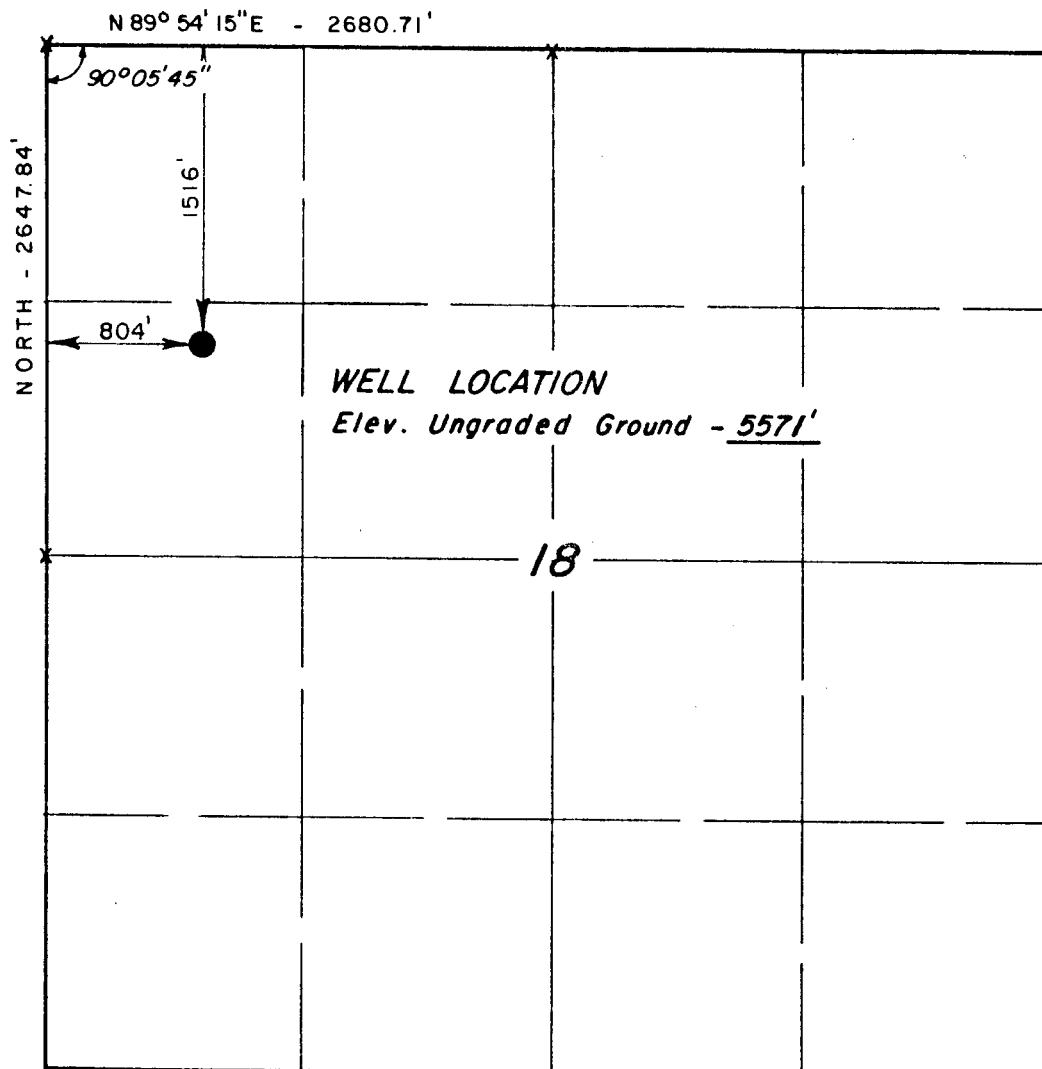 N 89° 54' 15" E - 2680.71'
90°05'45"
NORTH - 2647.84'
1516'
804'
WELL LOCATION
Elev. Ungraded Ground - 5571'
18